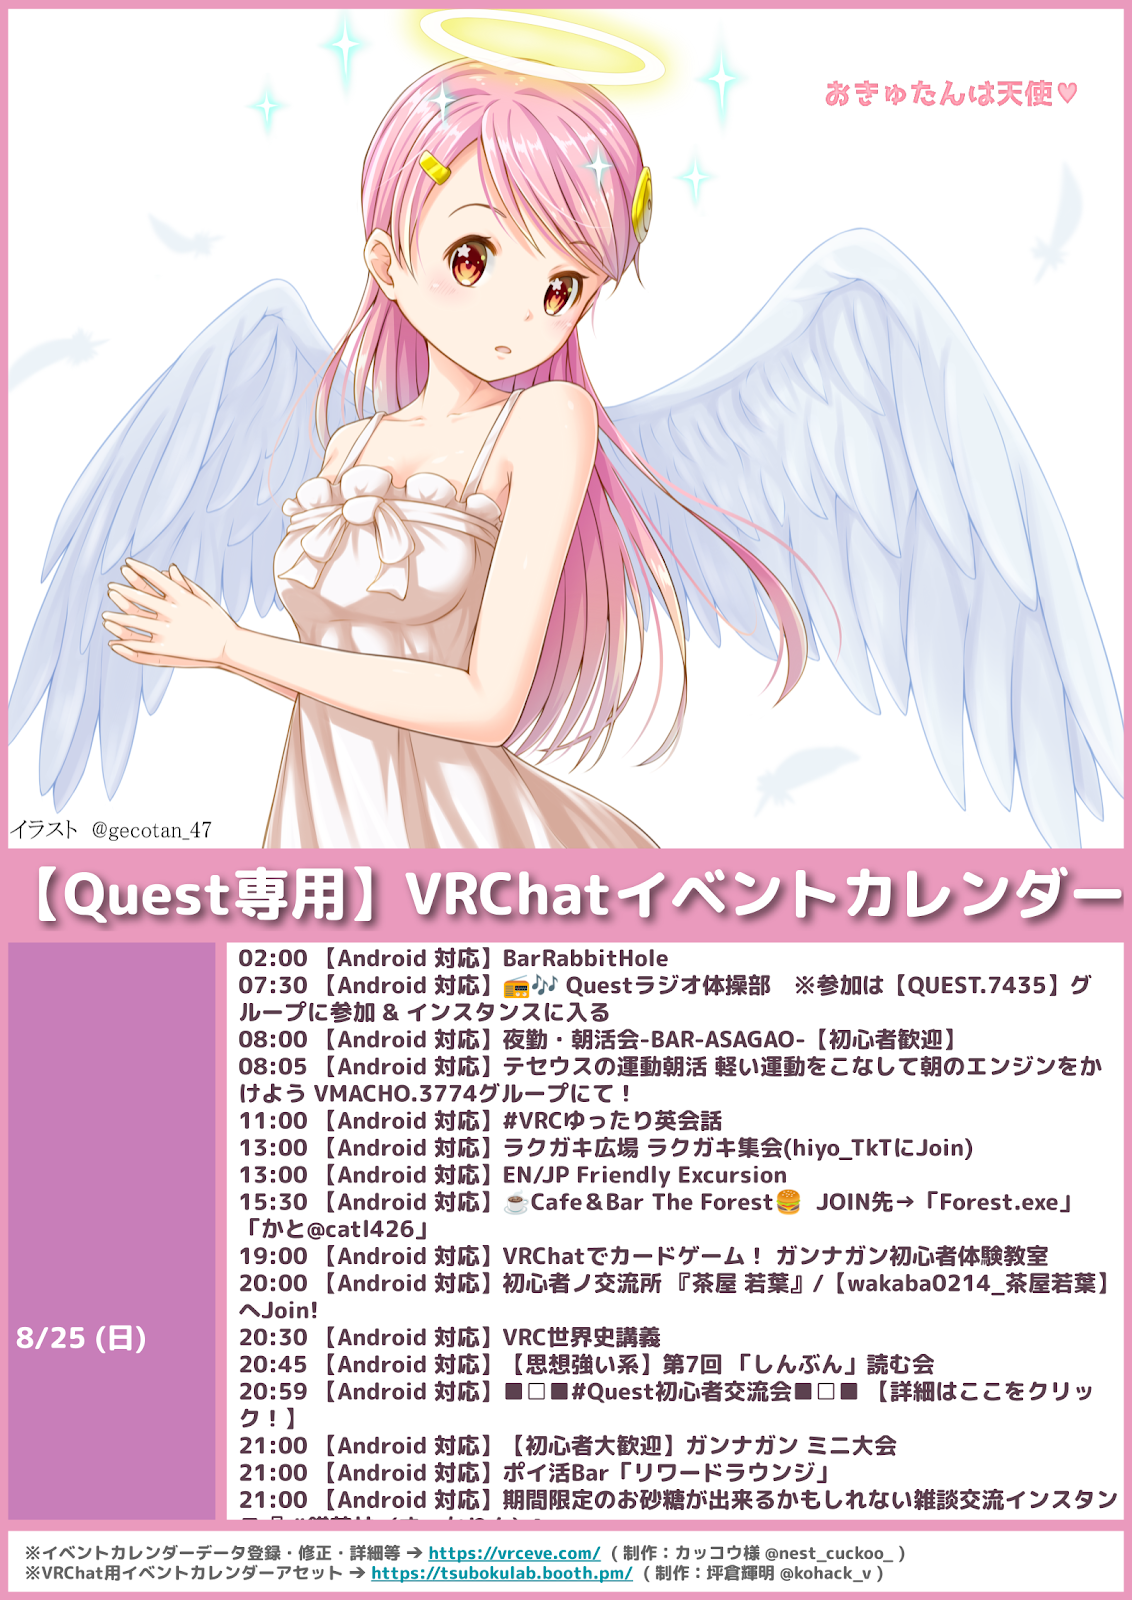 おきゅたんは天使♥
イラスト @gecotan_47
【Quest専用】VRChatイベントカレンダー
8/25 (日)
02:00 【Android 対応】BarRabbitHole
07:30 【Android 対応】📻🎶 Questラジオ体操部　※参加は【QUEST.7435】グ
ループに参加 & インスタンスに入る
08:00 【Android 対応】夜勤・朝活会-BAR-ASAGAO-【初心者歓迎】
08:05 【Android 対応】テセウスの運動朝活 軽い運動をこなして朝のエンジンをか
けよう VMACHO.3774グループにて！
11:00 【Android 対応】#VRCゆったり英会話
13:00 【Android 対応】ラクガキ広場 ラクガキ集会(hiyo_TkTにJoin)
13:00 【Android 対応】EN/JP Friendly Excursion
15:30 【Android 対応】☕Cafe＆Bar The Forest🍔 JOIN先→「Forest.exe」
「かと@catl426」
19:00 【Android 対応】VRChatでカードゲーム！ ガンナガン初心者体験教室
20:00 【Android 対応】初心者ノ交流所 『茶屋 若葉』/【wakaba0214_茶屋若葉】
へJoin!
20:30 【Android 対応】VRC世界史講義
20:45 【Android 対応】【思想強い系】第7回 「しんぶん」読む会
20:59 【Android 対応】■□■#Quest初心者交流会■□■ 【詳細はここをクリッ
ク！】
21:00 【Android 対応】【初心者大歓迎】ガンナガン ミニ大会
21:00 【Android 対応】ポイ活Bar「リワードラウンジ」
21:00 【Android 対応】期間限定のお砂糖が出来るかもしれない雑談交流インスタン
※イベントカレンダーデータ登録・修正・詳細等 → https://vrceve.com/ ( 制作：カッコウ様 @nest_cuckoo_ )
※VRChat用イベントカレンダーアセット → https://tsubokulab.booth.pm/ ( 制作：坪倉輝明 @kohack_v )